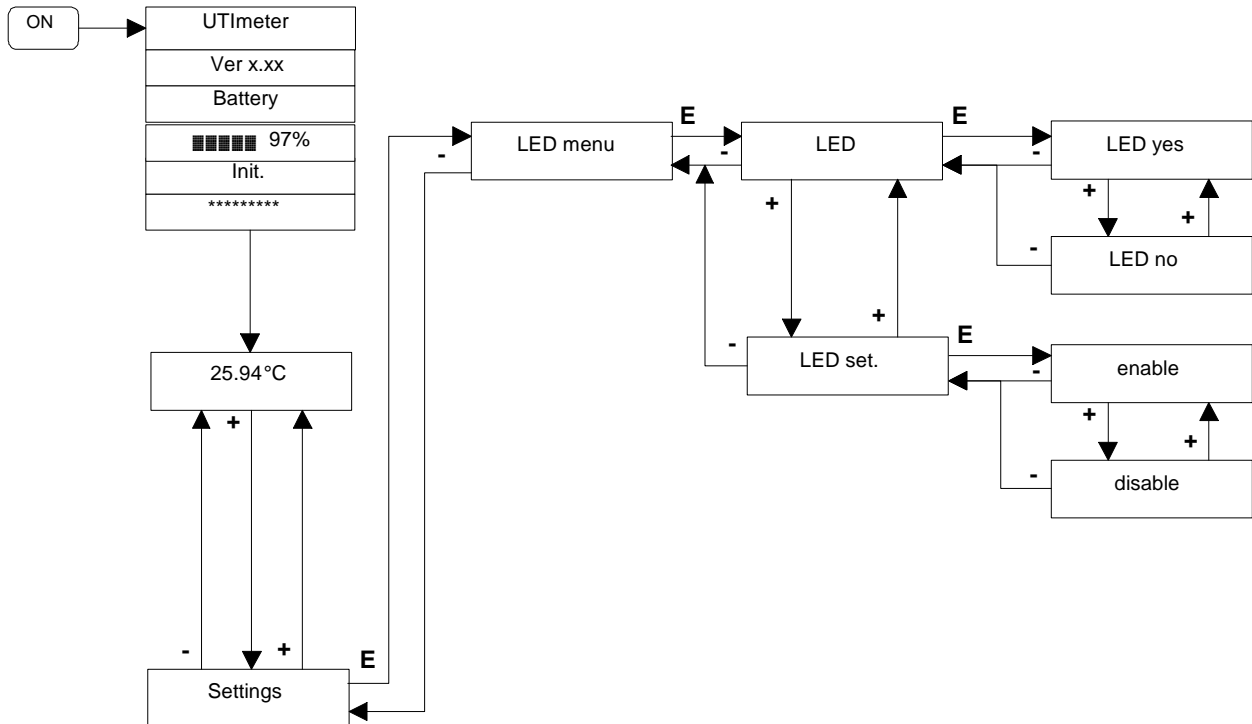 ON
UTImeter
Ver x.xx
Battery
97%
Init.
*********
25.94°C
+
-
+
E
Settings
E
-
LED menu
E
-
LED
+
+
E
-
LED yes
+
+
-
LED no
-
LED set.
E
-
enable
+
+
-
disable